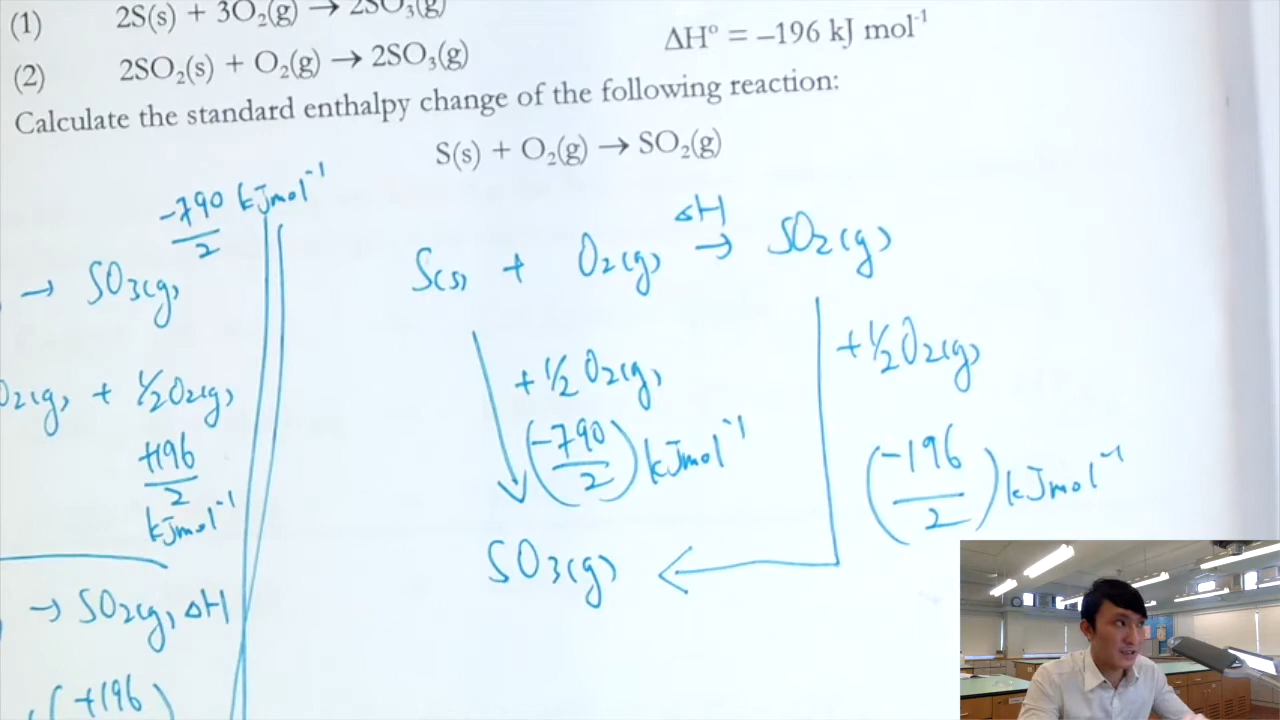 (1) 2S(s) + 3O₂(g) → 2SO₃(g)
(2) 2SO₂(s) + O₂(g) → 2SO₃(g) ΔHº = –196 kJ mol⁻¹
Calculate the standard enthalpy change of the following reaction:
S(s) + O₂(g) → SO₂(g)
-790/2 kJmol⁻¹
→ SO₃(g)
O₂(g) + ½O₂(g)
+196/2
kJmol⁻¹
→ SO₂(g), ΔH
(+196
S(s) + O₂(g) →ΔH SO₂(g)
+½O₂(g)
(-790/2) kJmol⁻¹
+½O₂(g)
(-196/2) kJmol⁻¹
SO₃(g) ←